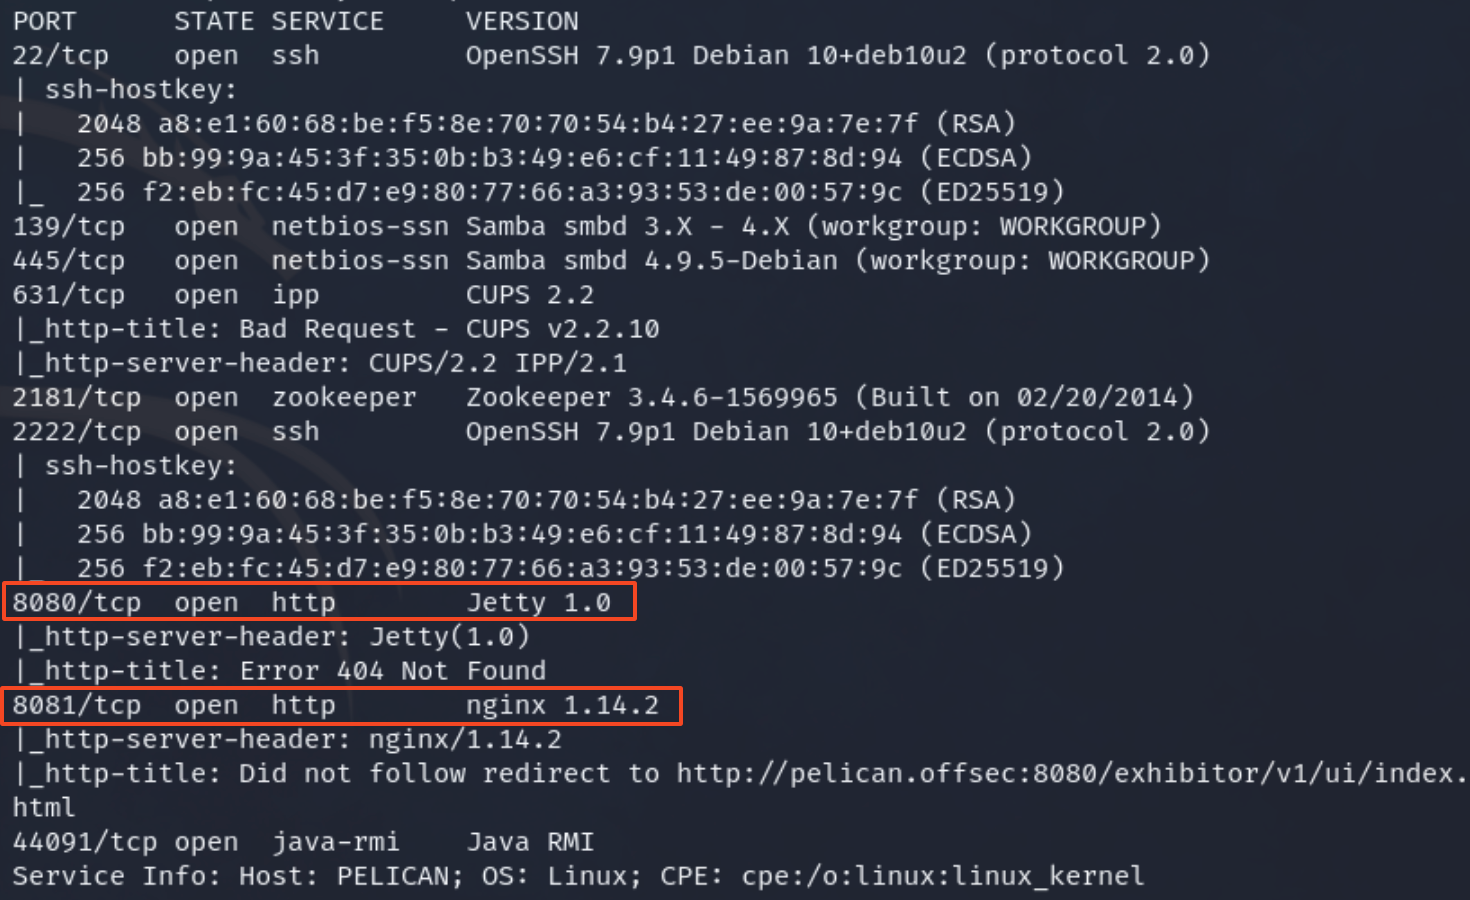 PORT      STATE SERVICE     VERSION
22/tcp    open  ssh         OpenSSH 7.9p1 Debian 10+deb10u2 (protocol 2.0)
| ssh-hostkey:
|   2048 a8:e1:60:68:be:f5:8e:70:70:54:b4:27:ee:9a:7e:7f (RSA)
|   256 bb:99:9a:45:3f:35:0b:b3:49:e6:cf:11:49:87:8d:94 (ECDSA)
|_  256 f2:eb:fc:45:d7:e9:80:77:66:a3:93:53:de:00:57:9c (ED25519)
139/tcp   open  netbios-ssn Samba smbd 3.X - 4.X (workgroup: WORKGROUP)
445/tcp   open  netbios-ssn Samba smbd 4.9.5-Debian (workgroup: WORKGROUP)
631/tcp   open  ipp         CUPS 2.2
|_http-title: Bad Request - CUPS v2.2.10
|_http-server-header: CUPS/2.2 IPP/2.1
2181/tcp  open  zookeeper   Zookeeper 3.4.6-1569965 (Built on 02/20/2014)
2222/tcp  open  ssh         OpenSSH 7.9p1 Debian 10+deb10u2 (protocol 2.0)
| ssh-hostkey:
|   2048 a8:e1:60:68:be:f5:8e:70:70:54:b4:27:ee:9a:7e:7f (RSA)
|   256 bb:99:9a:45:3f:35:0b:b3:49:e6:cf:11:49:87:8d:94 (ECDSA)
|_  256 f2:eb:fc:45:d7:e9:80:77:66:a3:93:53:de:00:57:9c (ED25519)
8080/tcp  open  http        Jetty 1.0
|_http-server-header: Jetty(1.0)
|_http-title: Error 404 Not Found
8081/tcp  open  http        nginx 1.14.2
|_http-server-header: nginx/1.14.2
|_http-title: Did not follow redirect to http://pelican.offsec:8080/exhibitor/v1/ui/index.
html
44091/tcp open  java-rmi    Java RMI
Service Info: Host: PELICAN; OS: Linux; CPE: cpe:/o:linux:linux_kernel